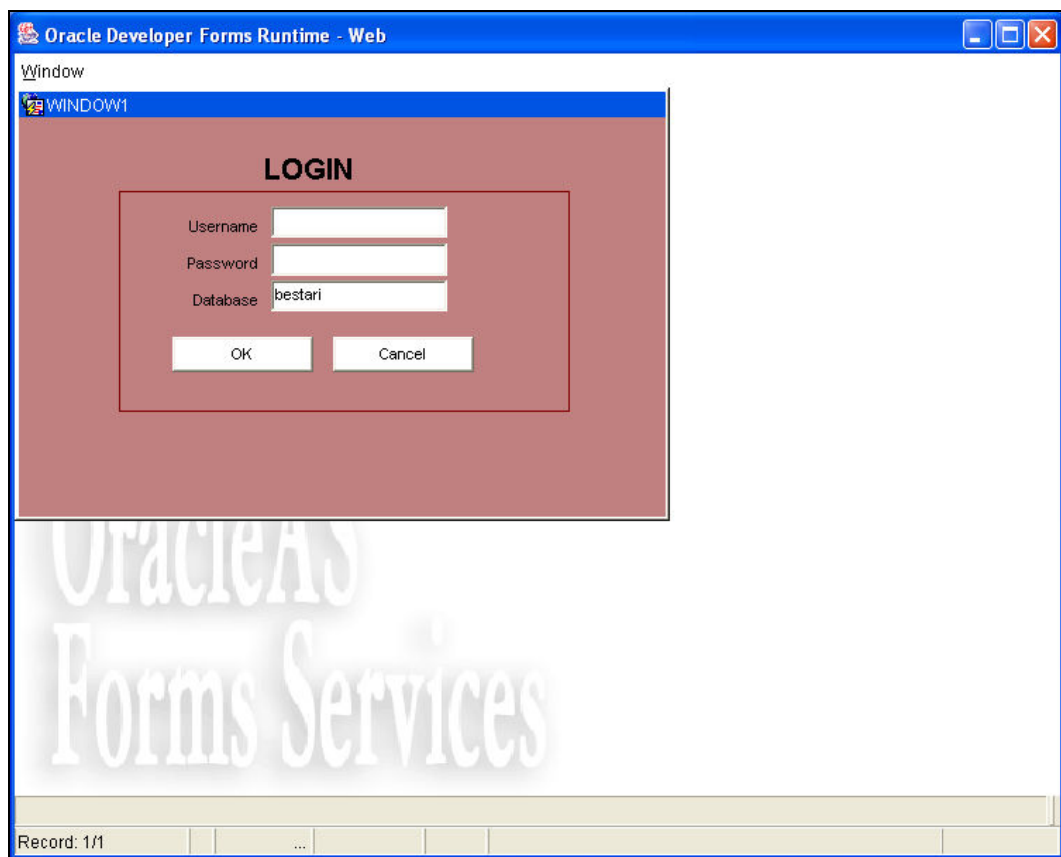 Oracle Developer Forms Runtime - Web
Window
WINDOW1
LOGIN
Username
Password
Database bestari
OK Cancel
OracleAS
Forms Services
Record: 1/1 ...